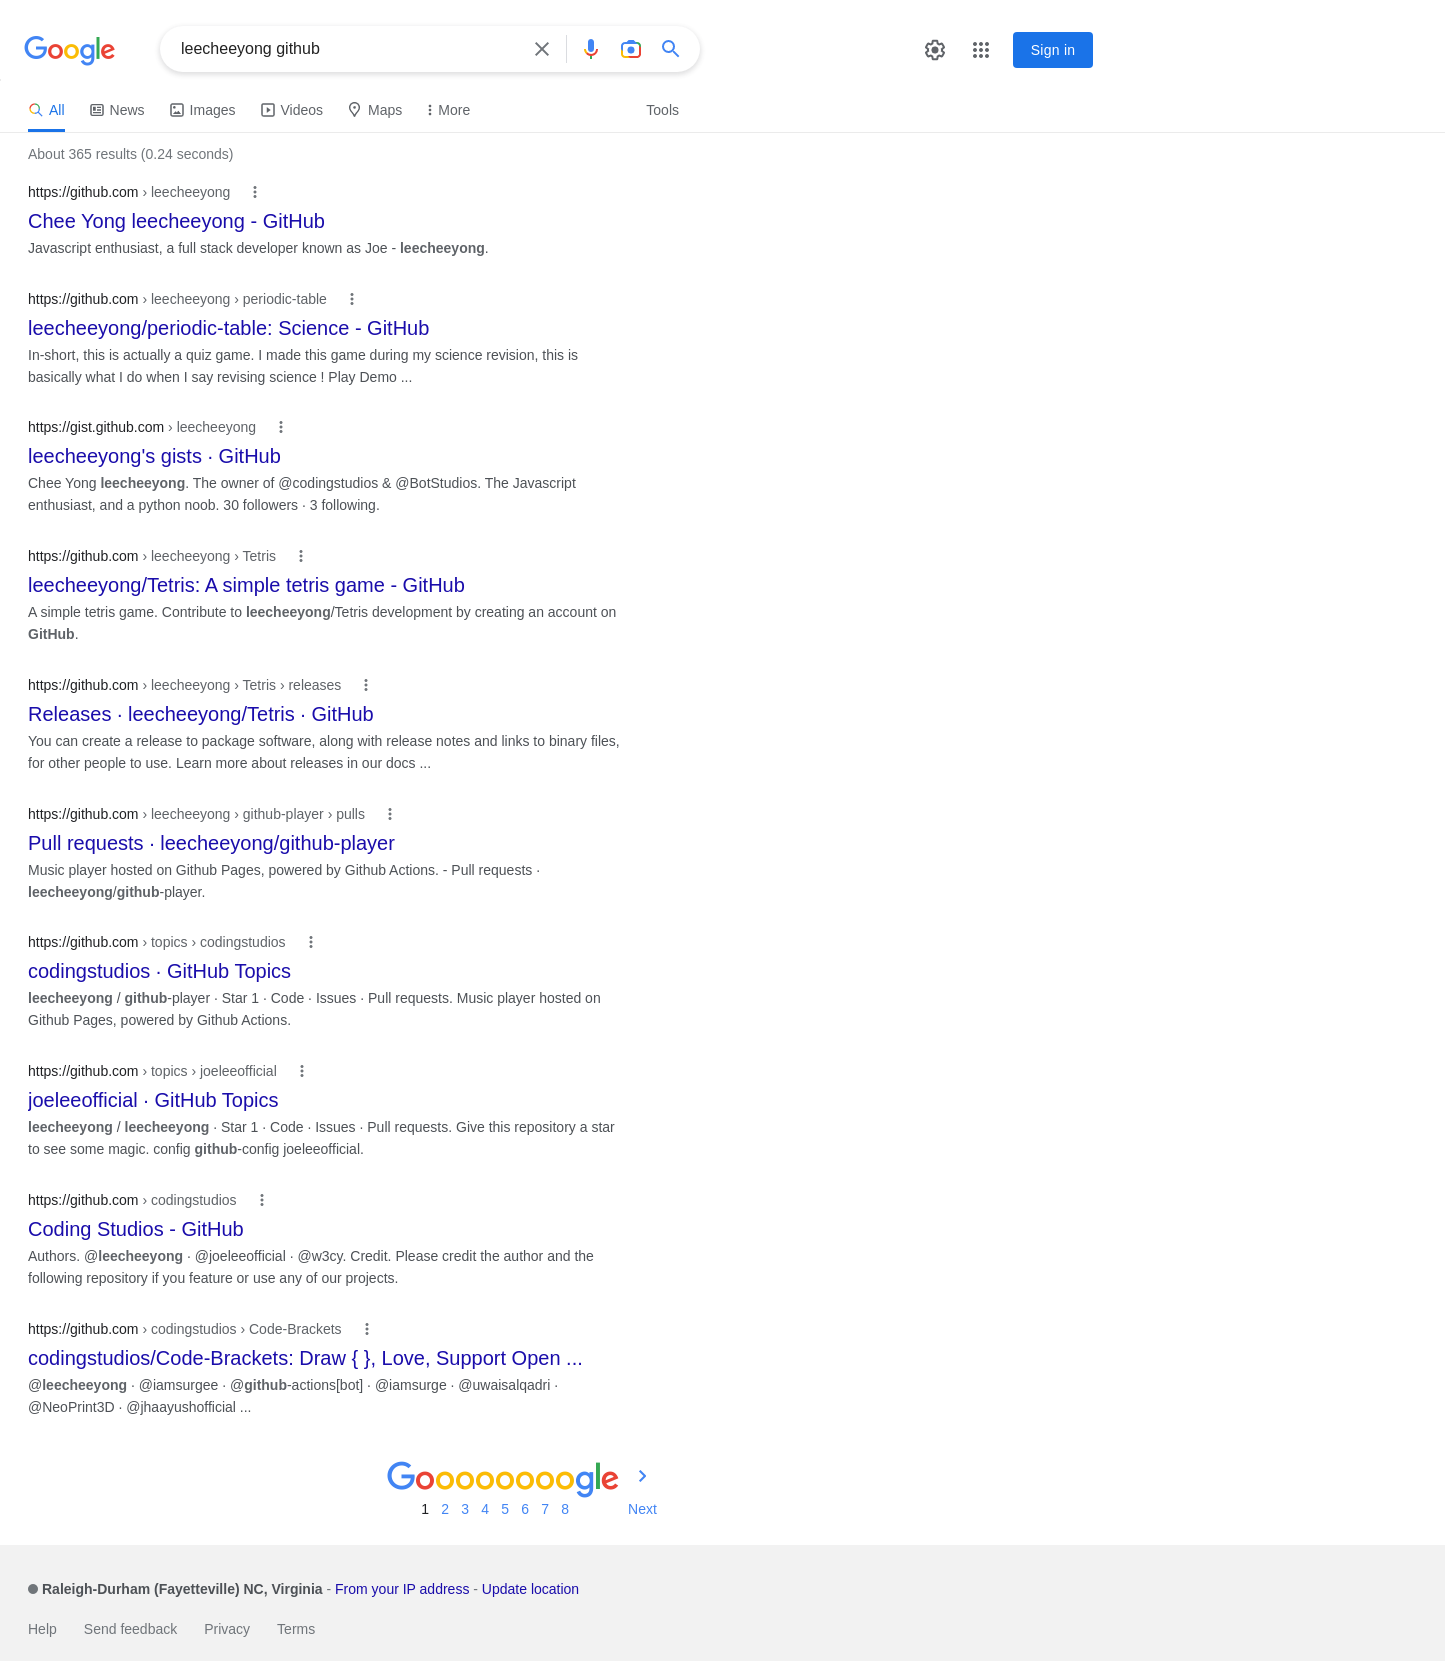 Google
leecheeyong github
Sign in
All News Images Videos Maps More Tools
About 365 results (0.24 seconds)
https://github.com › leecheeyong
Chee Yong leecheeyong - GitHub
Javascript enthusiast, a full stack developer known as Joe - leecheeyong.
https://github.com › leecheeyong › periodic-table
leecheeyong/periodic-table: Science - GitHub
In-short, this is actually a quiz game. I made this game during my science revision, this is
basically what I do when I say revising science ! Play Demo ...
https://gist.github.com › leecheeyong
leecheeyong's gists · GitHub
Chee Yong leecheeyong. The owner of @codingstudios & @BotStudios. The Javascript
enthusiast, and a python noob. 30 followers · 3 following.
https://github.com › leecheeyong › Tetris
leecheeyong/Tetris: A simple tetris game - GitHub
A simple tetris game. Contribute to leecheeyong/Tetris development by creating an account on
GitHub.
https://github.com › leecheeyong › Tetris › releases
Releases · leecheeyong/Tetris · GitHub
You can create a release to package software, along with release notes and links to binary files,
for other people to use. Learn more about releases in our docs ...
https://github.com › leecheeyong › github-player › pulls
Pull requests · leecheeyong/github-player
Music player hosted on Github Pages, powered by Github Actions. - Pull requests ·
leecheeyong/github-player.
https://github.com › topics › codingstudios
codingstudios · GitHub Topics
leecheeyong / github-player · Star 1 · Code · Issues · Pull requests. Music player hosted on
Github Pages, powered by Github Actions.
https://github.com › topics › joeleeofficial
joeleeofficial · GitHub Topics
leecheeyong / leecheeyong · Star 1 · Code · Issues · Pull requests. Give this repository a star
to see some magic. config github-config joeleeofficial.
https://github.com › codingstudios
Coding Studios - GitHub
Authors. @leecheeyong · @joeleeofficial · @w3cy. Credit. Please credit the author and the
following repository if you feature or use any of our projects.
https://github.com › codingstudios › Code-Brackets
codingstudios/Code-Brackets: Draw { }, Love, Support Open ...
@leecheeyong · @iamsurgee · @github-actions[bot] · @iamsurge · @uwaisalqadri ·
@NeoPrint3D · @jhaayushofficial ...
Goooooooogle
1 2 3 4 5 6 7 8 Next
Raleigh-Durham (Fayetteville) NC, Virginia - From your IP address - Update location
Help Send feedback Privacy Terms